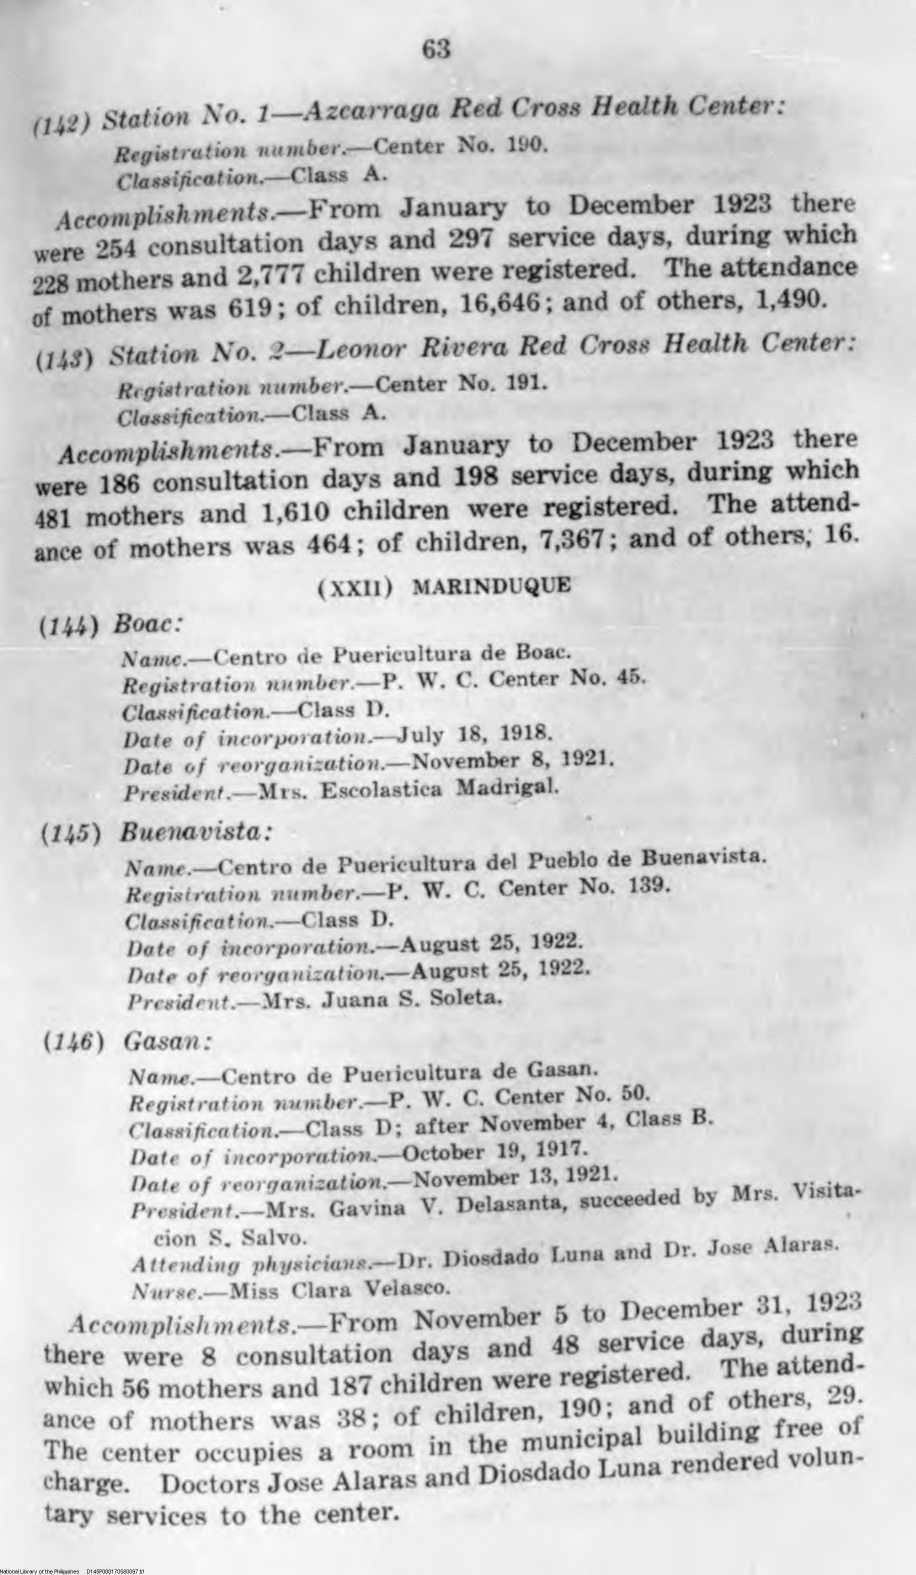 63
(142) Station No. 1—Azcarraga Red Cross Health Center:
Registration number.—Center No. 190.
Classification.—Class A.
Accomplishments.—From January to December 1923 there
were 254 consultation days and 297 service days, during which
228 mothers and 2,777 children were registered. The attendance
of mothers was 619; of children, 16,646; and of others, 1,490.
(143) Station No. 2—Leonor Rivera Red Cross Health Center:
Registration number.—Center No. 191.
Classification.—Class A.
Accomplishments.—From January to December 1923 there
were 186 consultation days and 198 service days, during which
481 mothers and 1,610 children were registered. The attend-
ance of mothers was 464; of children, 7,367; and of others, 16.
(XXII) MARINDUQUE
(144) Boac:
Name.—Centro de Puericultura de Boac.
Registration number.—P. W. C. Center No. 45.
Classification.—Class D.
Date of incorporation.—July 18, 1918.
Date of reorganization.—November 8, 1921.
President.—Mrs. Escolastica Madrigal.
(145) Buenavista:
Name.—Centro de Puericultura del Pueblo de Buenavista.
Registration number.—P. W. C. Center No. 139.
Classification.—Class D.
Date of incorporation.—August 25, 1922.
Date of reorganization.—August 25, 1922.
President.—Mrs. Juana S. Soleta.
(146) Gasan:
Name.—Centro de Puericultura de Gasan.
Registration number.—P. W. C. Center No. 50.
Classification.—Class D; after November 4, Class B.
Date of incorporation.—October 19, 1917.
Date of reorganization.—November 13, 1921.
President.—Mrs. Gavina V. Delasanta, succeeded by Mrs. Visita-
cion S. Salvo.
Attending physicians.—Dr. Diosdado Luna and Dr. Jose Alaras.
Nurse.—Miss Clara Velasco.
Accomplishments.—From November 5 to December 31, 1923
there were 8 consultation days and 48 service days, during
which 56 mothers and 187 children were registered. The attend-
ance of mothers was 38; of children, 190; and of others, 29.
The center occupies a room in the municipal building free of
charge. Doctors Jose Alaras and Diosdado Luna rendered volun-
tary services to the center.
National Library of the Philippines